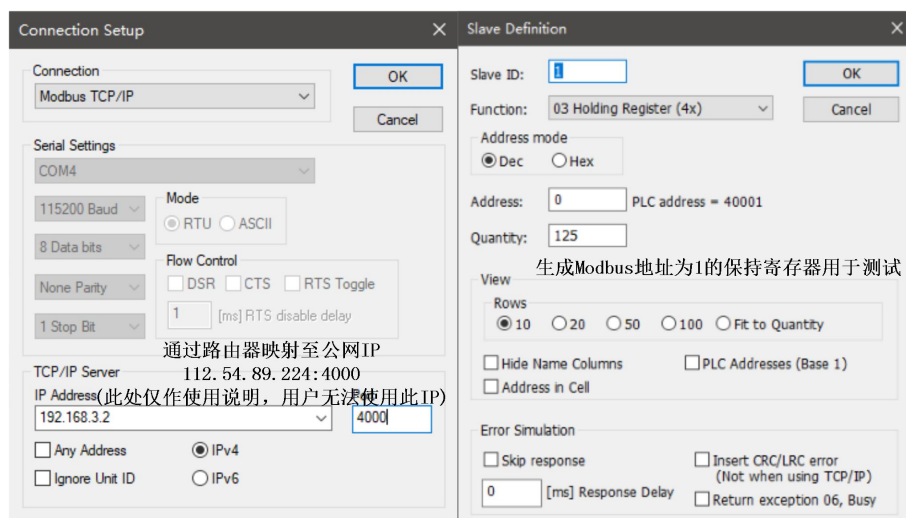 Connection Setup
Connection
Modbus TCP/IP
OK
Cancel
Serial Settings
COM4
115200 Baud
8 Data bits
None Parity
1 Stop Bit
Mode
RTU
ASCII
Flow Control
DSR
CTS
RTS Toggle
1
[ms] RTS disable delay
通过路由器映射至公网IP
112.54.89.224:4000
(此处仅作使用说明，用户无法使用此IP)
TCP/IP Server
IP Address
192.168.3.2
4000
Any Address
IPv4
Ignore Unit ID
IPv6
Slave Definition
Slave ID:
1
OK
Function:
03 Holding Register (4x)
Cancel
Address mode
Dec
Hex
Address:
0
PLC address = 40001
Quantity:
125
生成Modbus地址为1的保持寄存器用于测试
View
Rows
10
20
50
100
Fit to Quantity
Hide Name Columns
PLC Addresses (Base 1)
Address in Cell
Error Simulation
Skip response
Insert CRC/LRC error
(Not when using TCP/IP)
0
[ms] Response Delay
Return exception 06, Busy